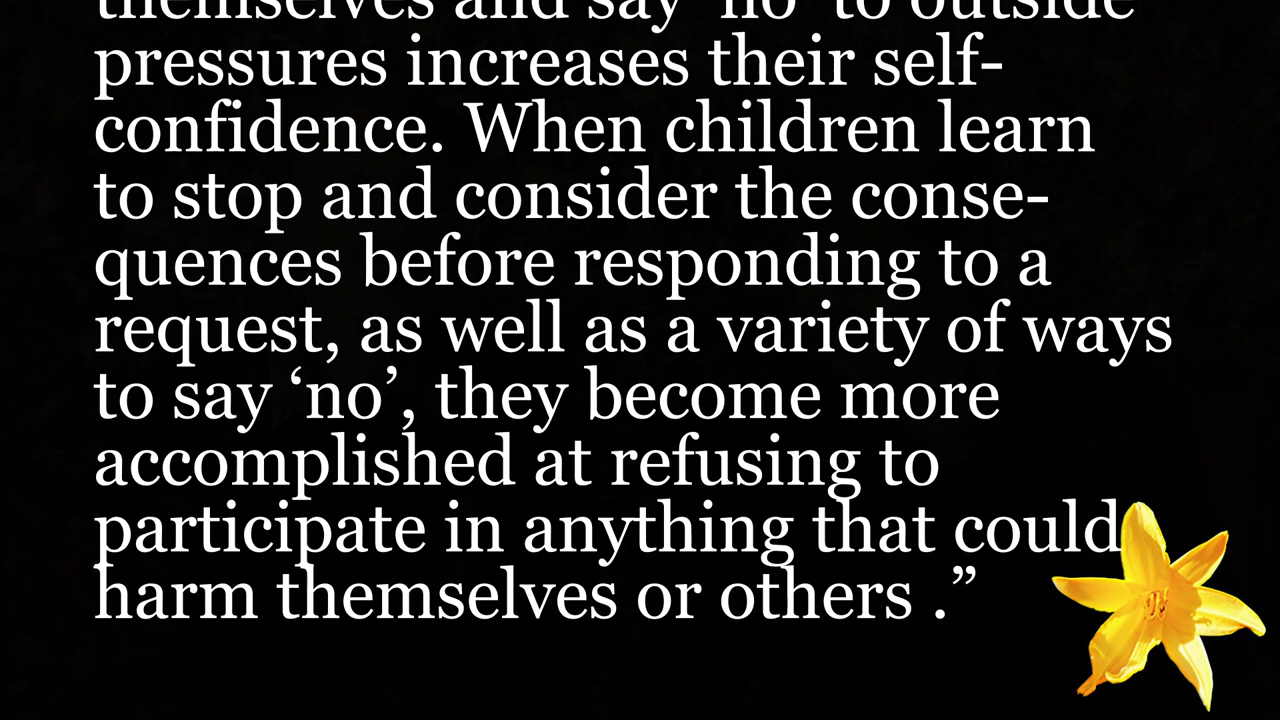 themselves and say ‘no’ to outside
pressures increases their self-
confidence. When children learn
to stop and consider the conse-
quences before responding to a
request, as well as a variety of ways
to say ‘no’, they become more
accomplished at refusing to
participate in anything that could
harm themselves or others .”